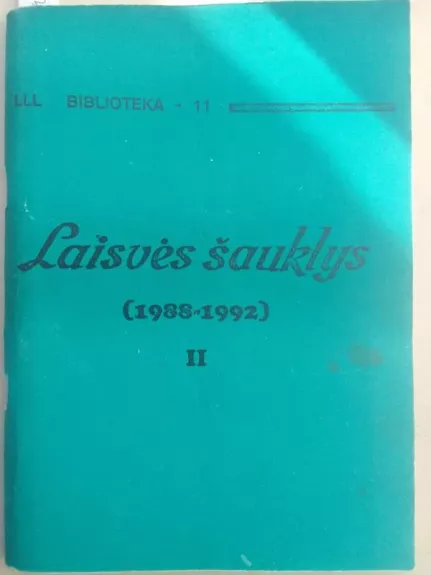 LLL BIBLIOTEKA - 11
Laisvės šauklys
(1988-1992)
II